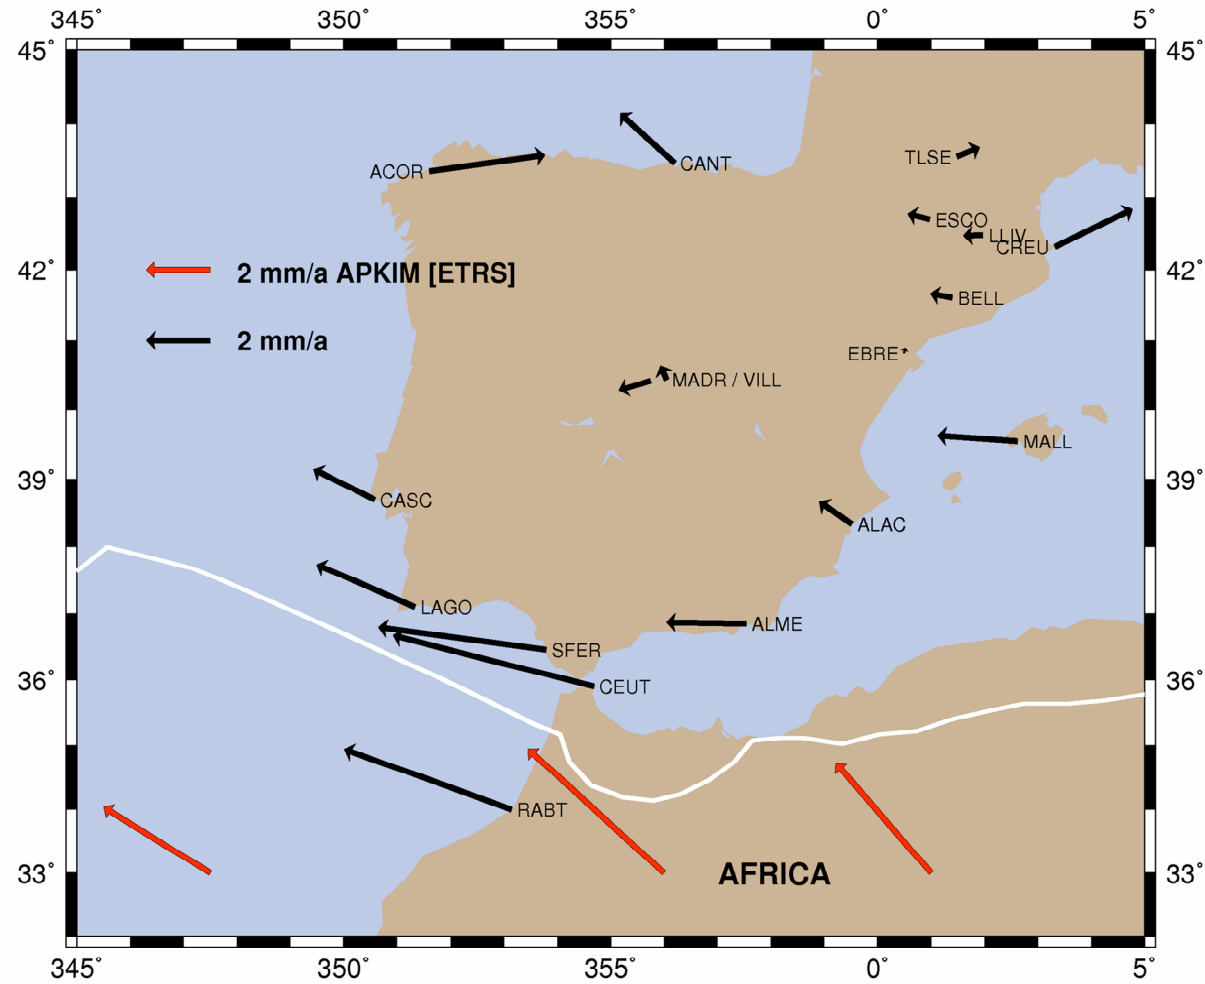 345˚ 350˚ 355˚ 0˚ 5˚
45˚ 45˚
TLSE
ACOR CANT
ESCO
LLIV
CREU
42˚ 2 mm/a APKIM [ETRS] 42˚
BELL
2 mm/a
EBRE
MADR / VILL
MALL
39˚ 39˚
CASC
ALAC
LAGO
ALME
SFER
36˚ CEUT 36˚
RABT
33˚ AFRICA 33˚
345˚ 350˚ 355˚ 0˚ 5˚